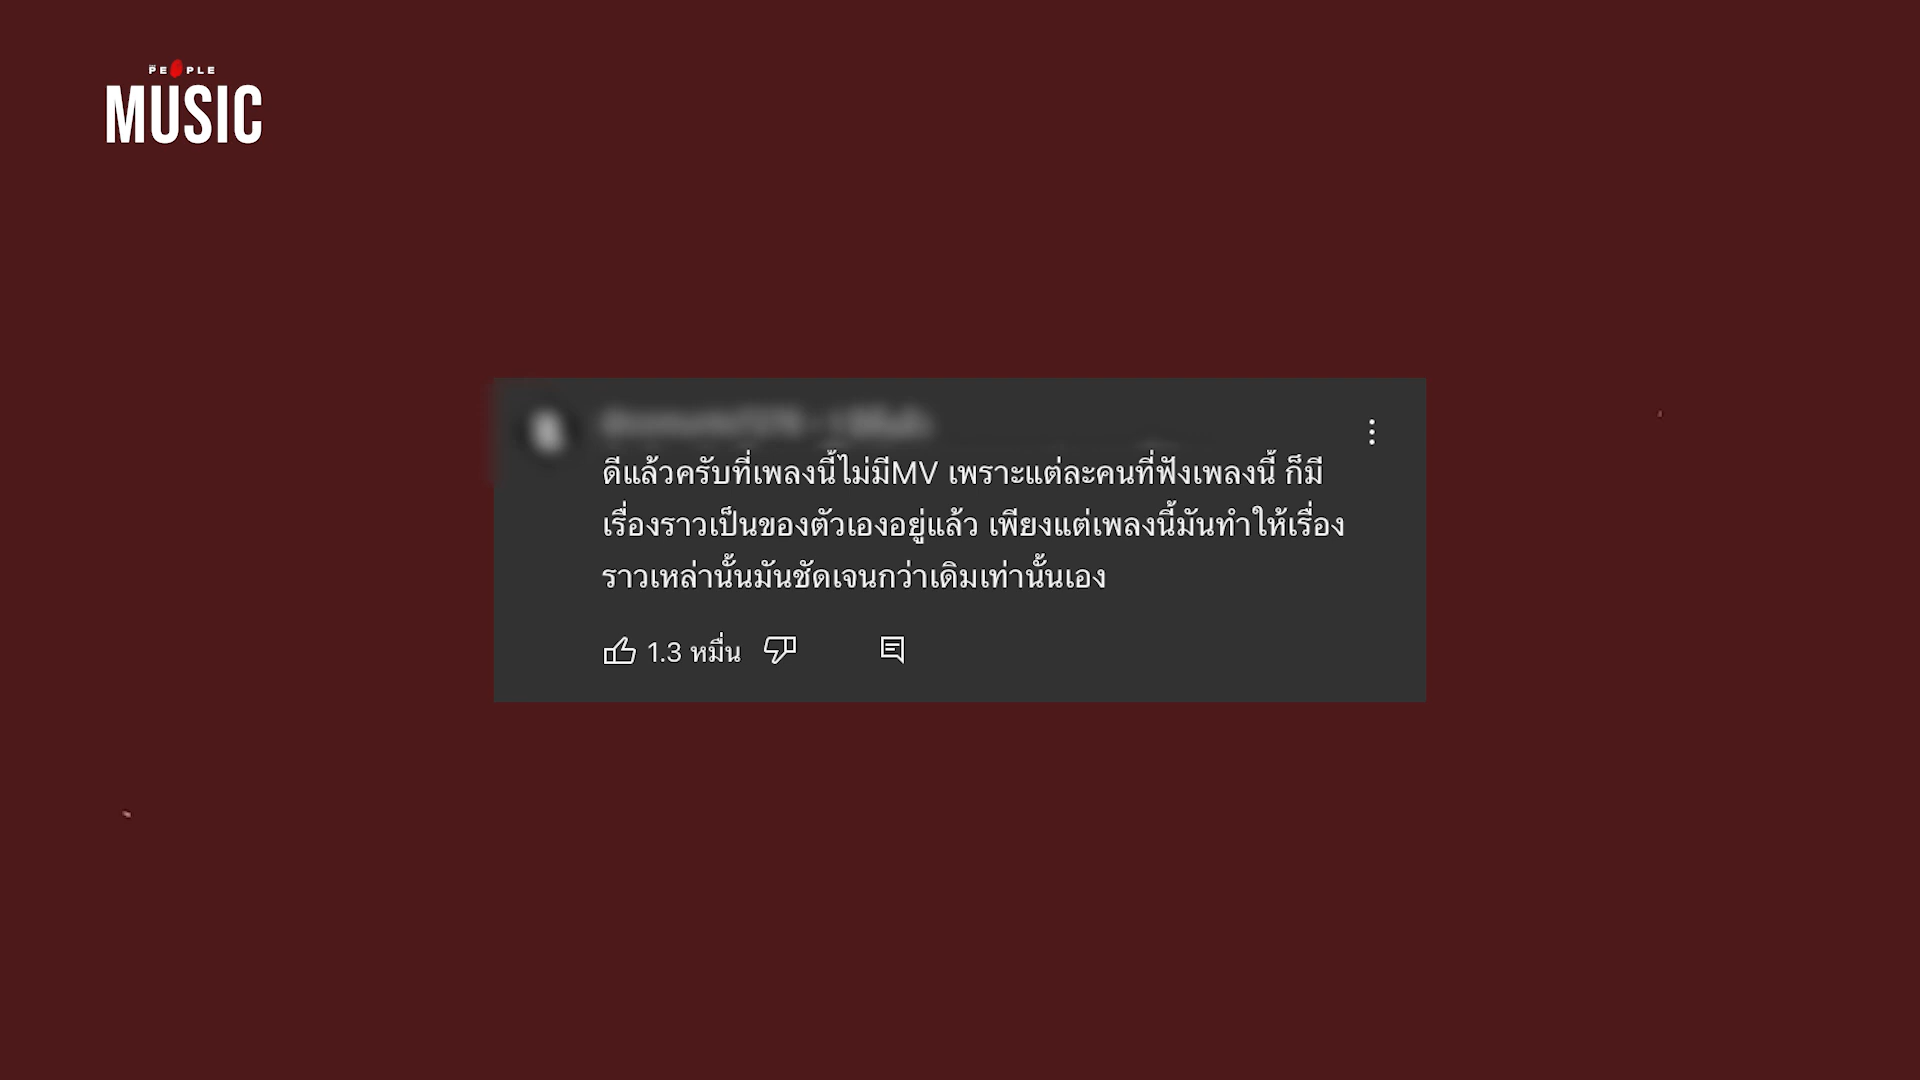 THE PEOPLE
MUSIC
ดีแล้วครับที่เพลงนี้ไม่มีMV เพราะแต่ละคนที่ฟังเพลงนี้ ก็มี
เรื่องราวเป็นของตัวเองอยู่แล้ว เพียงแต่เพลงนี้มันทำให้เรื่อง
ราวเหล่านั้นมันชัดเจนกว่าเดิมเท่านั้นเอง
1.3 หมื่น